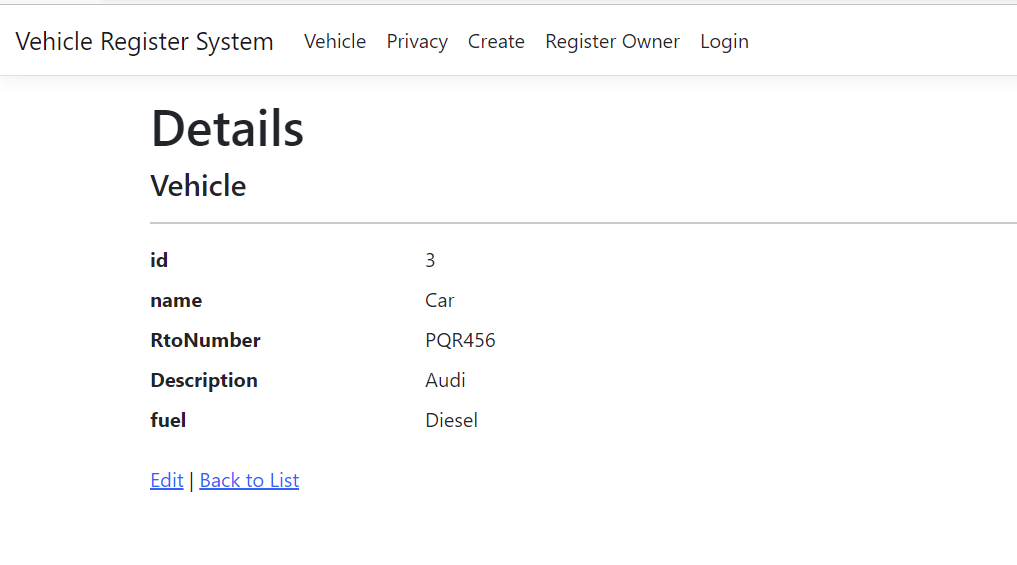 Vehicle Register System Vehicle Privacy Create Register Owner Login
Details
Vehicle
id 3
name Car
RtoNumber PQR456
Description Audi
fuel Diesel
Edit | Back to List